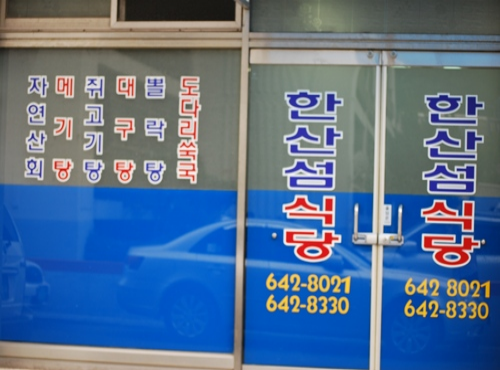 자연산회
메기탕
쥐고기탕
대구탕
뽈락탕
도다리쑥국
한산섬식당
642-8021
642-8330
한산섬식당
642 8021
642-8330